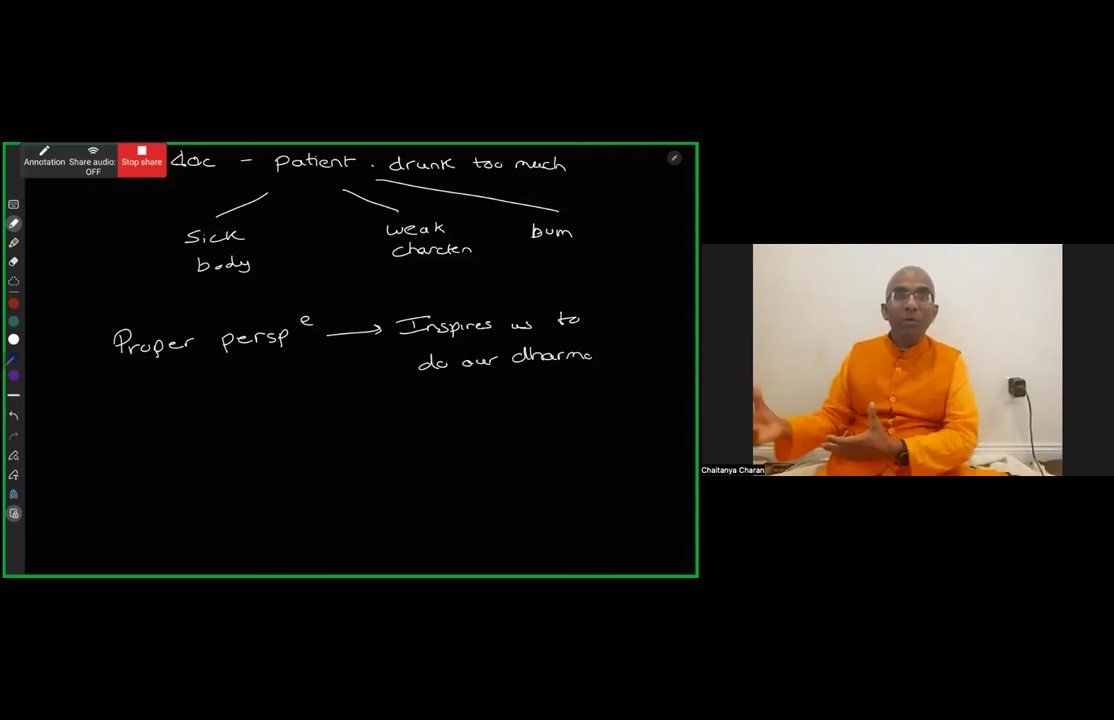 Annotation
Share audio: OFF
Stop share
doc - patient . drunk too much
sick body
weak charcten
bum
Proper persp e → Inspires us to
do our dharma
Chaitanya Charan